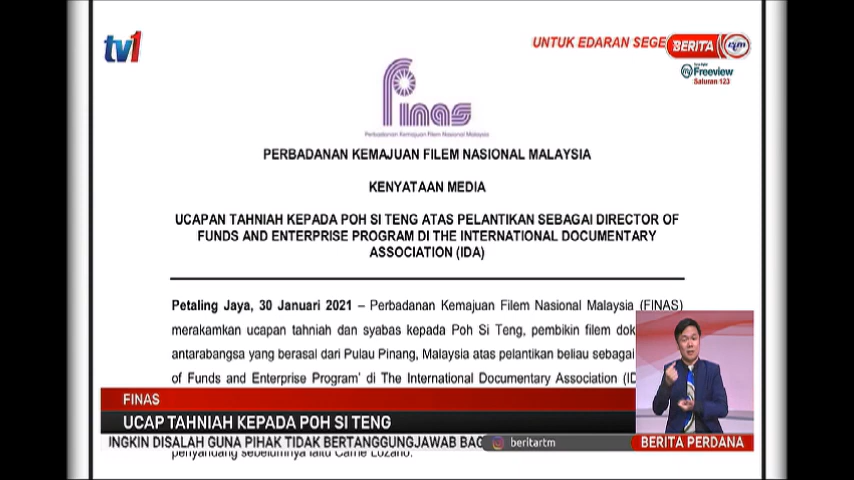 tv1
UNTUK EDARAN SEGE
BERITA rtm
Freeview
Saluran 123
Finas
Perbadanan Kemajuan Filem Nasional Malaysia
PERBADANAN KEMAJUAN FILEM NASIONAL MALAYSIA
KENYATAAN MEDIA
UCAPAN TAHNIAH KEPADA POH SI TENG ATAS PELANTIKAN SEBAGAI DIRECTOR OF
FUNDS AND ENTERPRISE PROGRAM DI THE INTERNATIONAL DOCUMENTARY
ASSOCIATION (IDA)
Petaling Jaya, 30 Januari 2021 – Perbadanan Kemajuan Filem Nasional Malaysia (FINAS)
merakamkan ucapan tahniah dan syabas kepada Poh Si Teng, pembikin filem dok
antarabangsa yang berasal dari Pulau Pinang, Malaysia atas pelantikan beliau sebagai
of Funds and Enterprise Program' di The International Documentary Association (ID
FINAS
UCAP TAHNIAH KEPADA POH SI TENG
INGKIN DISALAH GUNA PIHAK TIDAK BERTANGGUNGJAWAB BAG
beritartm
BERITA PERDANA
penyandang sebelumnya iaitu Carrie Lozano.